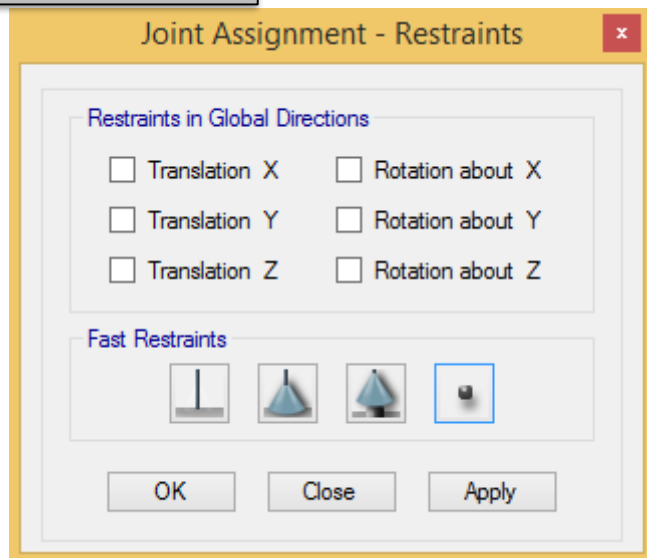 Joint Assignment - Restraints
x
Restraints in Global Directions
Translation X Rotation about X
Translation Y Rotation about Y
Translation Z Rotation about Z
Fast Restraints
OK Close Apply